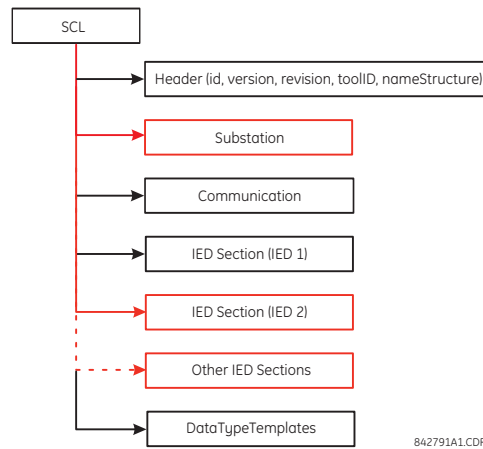 SCL
Header (id, version, revision, toolID, nameStructure)
Substation
Communication
IED Section (IED 1)
IED Section (IED 2)
Other IED Sections
DataTypeTemplates
842791A1.CDR